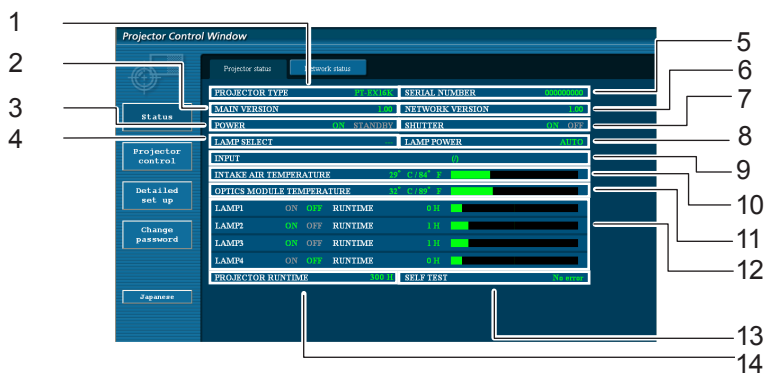 1
2
3
4
5
6
7
8
9
10
11
12
13
14
Projector Control Window
Projector status
Network status
Status
Projector control
Detailed set up
Change password
Japanese
PROJECTOR TYPE PT-EX16K SERIAL NUMBER 000000000
MAIN VERSION 1.00 NETWORK VERSION 1.00
POWER ON STANDBY SHUTTER ON OFF
LAMP SELECT --- LAMP POWER AUTO
INPUT (/)
INTAKE AIR TEMPERATURE 29° C / 84° F
OPTICS MODULE TEMPERATURE 32° C / 89° F
LAMP1 ON OFF RUNTIME 0 H
LAMP2 ON OFF RUNTIME 1 H
LAMP3 ON OFF RUNTIME 1 H
LAMP4 ON OFF RUNTIME 0 H
PROJECTOR RUNTIME 300 H SELF TEST No error